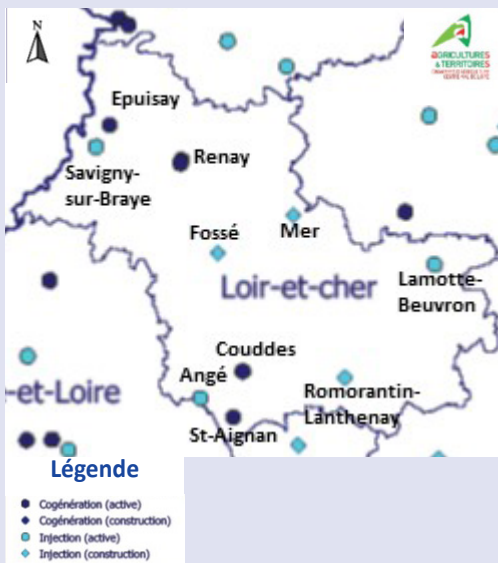 N
AGRICULTURES
& TERRITOIRES
Epuisay
Renay
Savigny-
sur-Braye
Fossé
Mer
Loir-et-cher
Lamotte-
Beuvron
Couddes
Angé
-et-Loire
Romorantin-
Lanthenay
St-Aignan
Légende
Cogénération (active)
Cogénération (construction)
Injection (active)
Injection (construction)